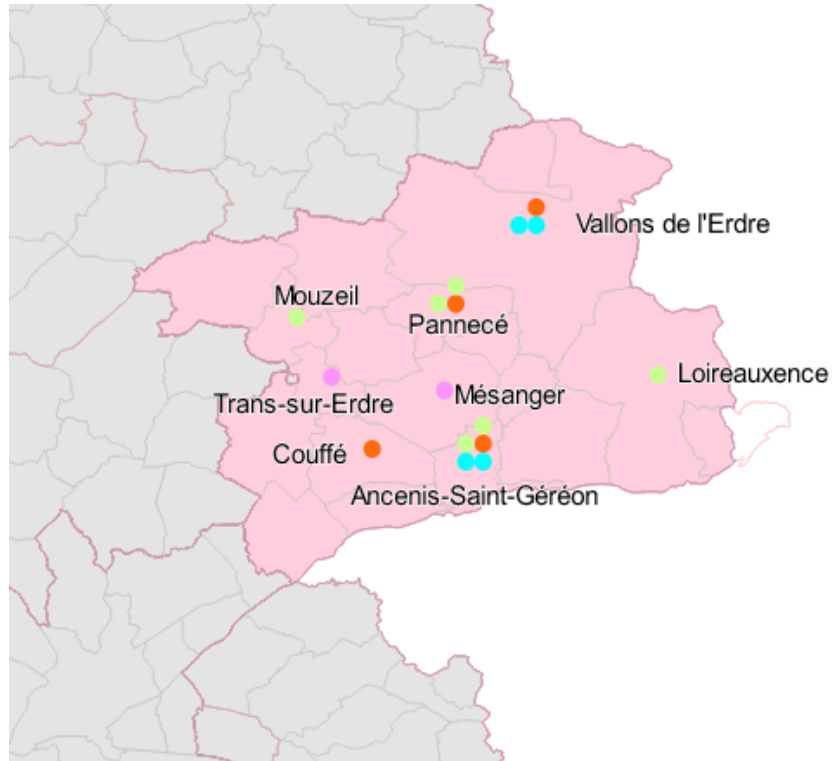 Vallons de l'Erdre
Mouzeil
Pannecé
Loireauxence
Trans-sur-Erdre
Mésanger
Couffé
Ancenis-Saint-Géréon